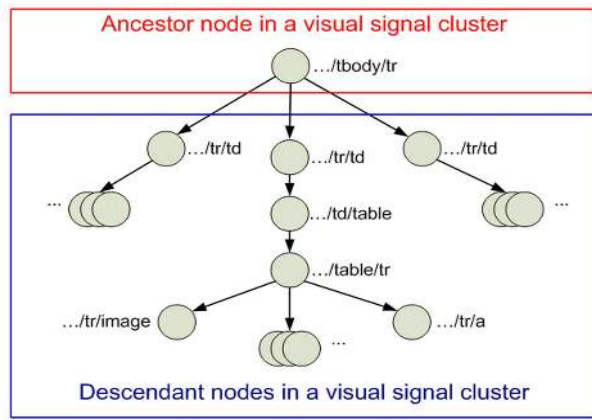 Ancestor node in a visual signal cluster
.../tbody/tr
.../tr/td
.../tr/td
.../tr/td
...
...
.../td/table
.../table/tr
.../tr/image
...
.../tr/a
Descendant nodes in a visual signal cluster